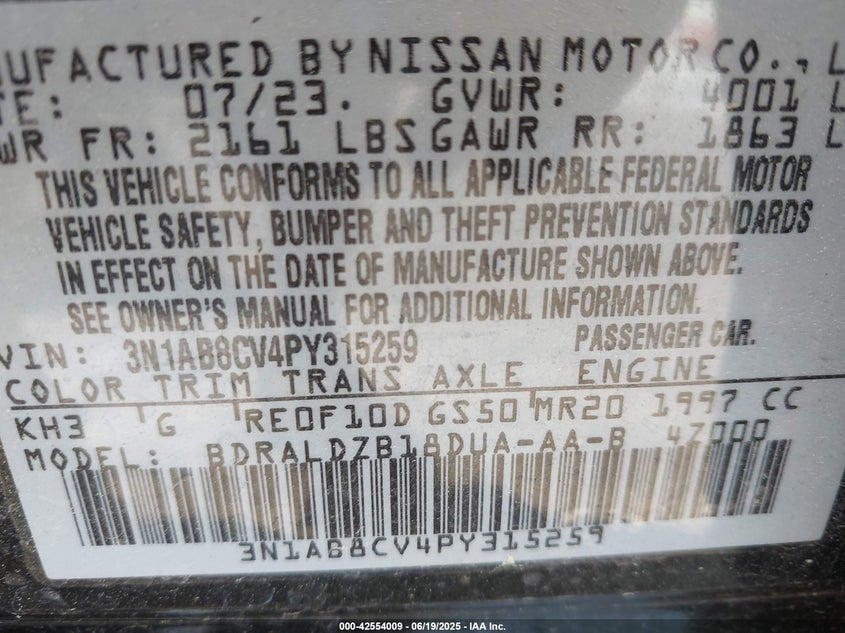 NUFACTURED BY NISSAN MOTOR CO., L
TE: 07/23. GVWR: 4001 L
WR FR: 2161 LBS GAWR RR: 1863 L
THIS VEHICLE CONFORMS TO ALL APPLICABLE FEDERAL MOTOR
VEHICLE SAFETY, BUMPER AND THEFT PREVENTION STANDARDS
IN EFFECT ON THE DATE OF MANUFACTURE SHOWN ABOVE.
SEE OWNER'S MANUAL FOR ADDITIONAL INFORMATION.
VIN: 3N1AB8CV4PY315259 PASSENGER CAR.
COLOR TRIM TRANS AXLE ENGINE
KH3 G RE0F10D GS50 MR20 1997 CC
MODEL: BDRALDZB18DUA-AA-B 47000
3N1AB8CV4PY315259
000-42554009 - 06/19/2025 - IAA Inc.